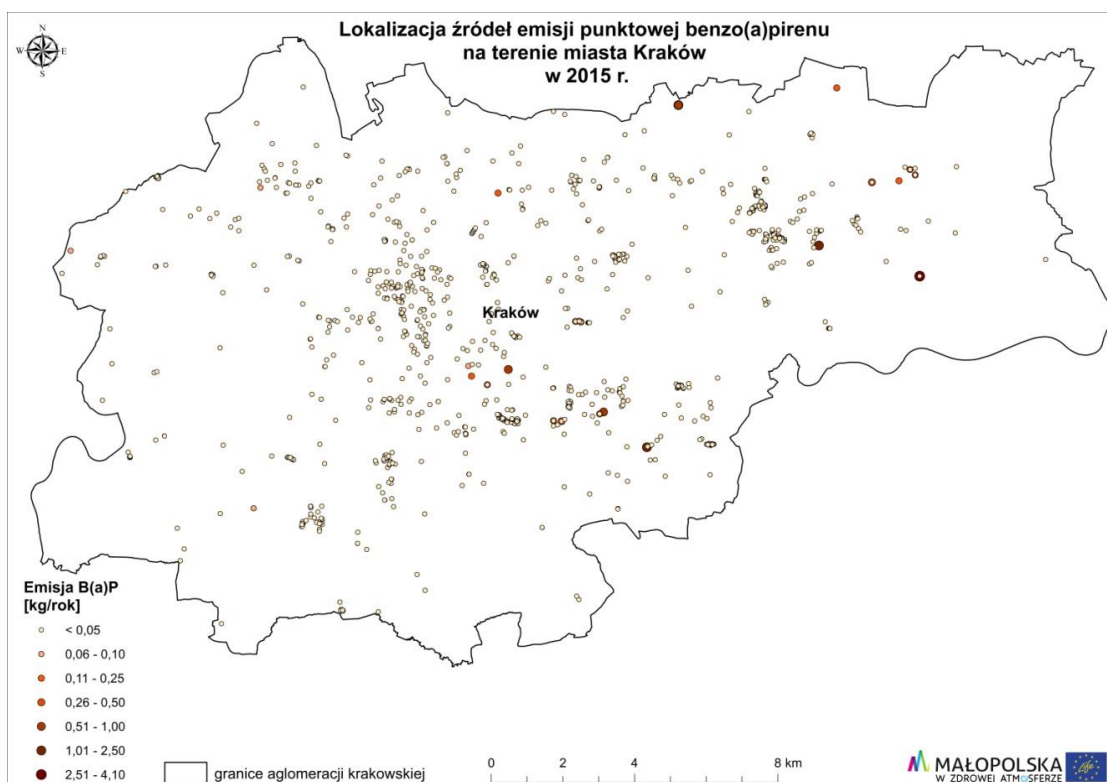 Lokalizacja źródeł emisji punktowej benzo(a)pirenu
na terenie miasta Kraków
w 2015 r.
N
W E
S
Kraków
Emisja B(a)P
[kg/rok]
< 0,05
0,06 - 0,10
0,11 - 0,25
0,26 - 0,50
0,51 - 1,00
1,01 - 2,50
2,51 - 4,10
granice aglomeracji krakowskiej
0 2 4 8 km
MAŁOPOLSKA
W ZDROWEJ ATMOSFERZE
Life